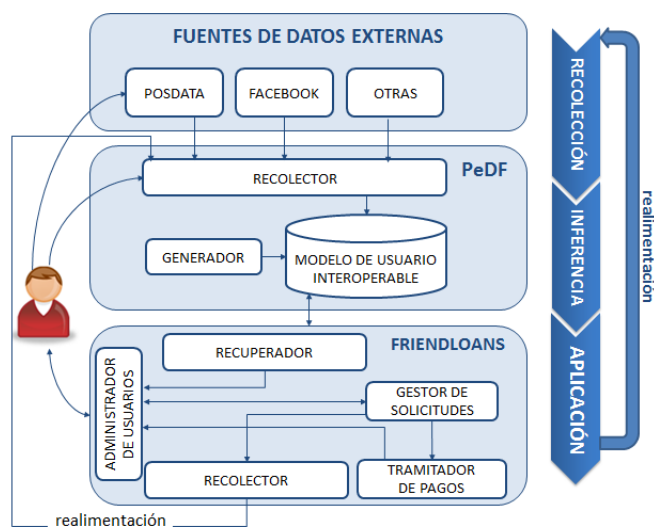 FUENTES DE DATOS EXTERNAS
POSDATA
FACEBOOK
OTRAS
PeDF
RECOLECTOR
GENERADOR
MODELO DE USUARIO
INTEROPERABLE
FRIENDLOANS
RECUPERADOR
ADMINISTRADOR
DE USUARIOS
GESTOR DE
SOLICITUDES
RECOLECTOR
TRAMITADOR
DE PAGOS
realimentación
RECOLECCIÓN
INFERENCIA
APLICACIÓN
realimentación